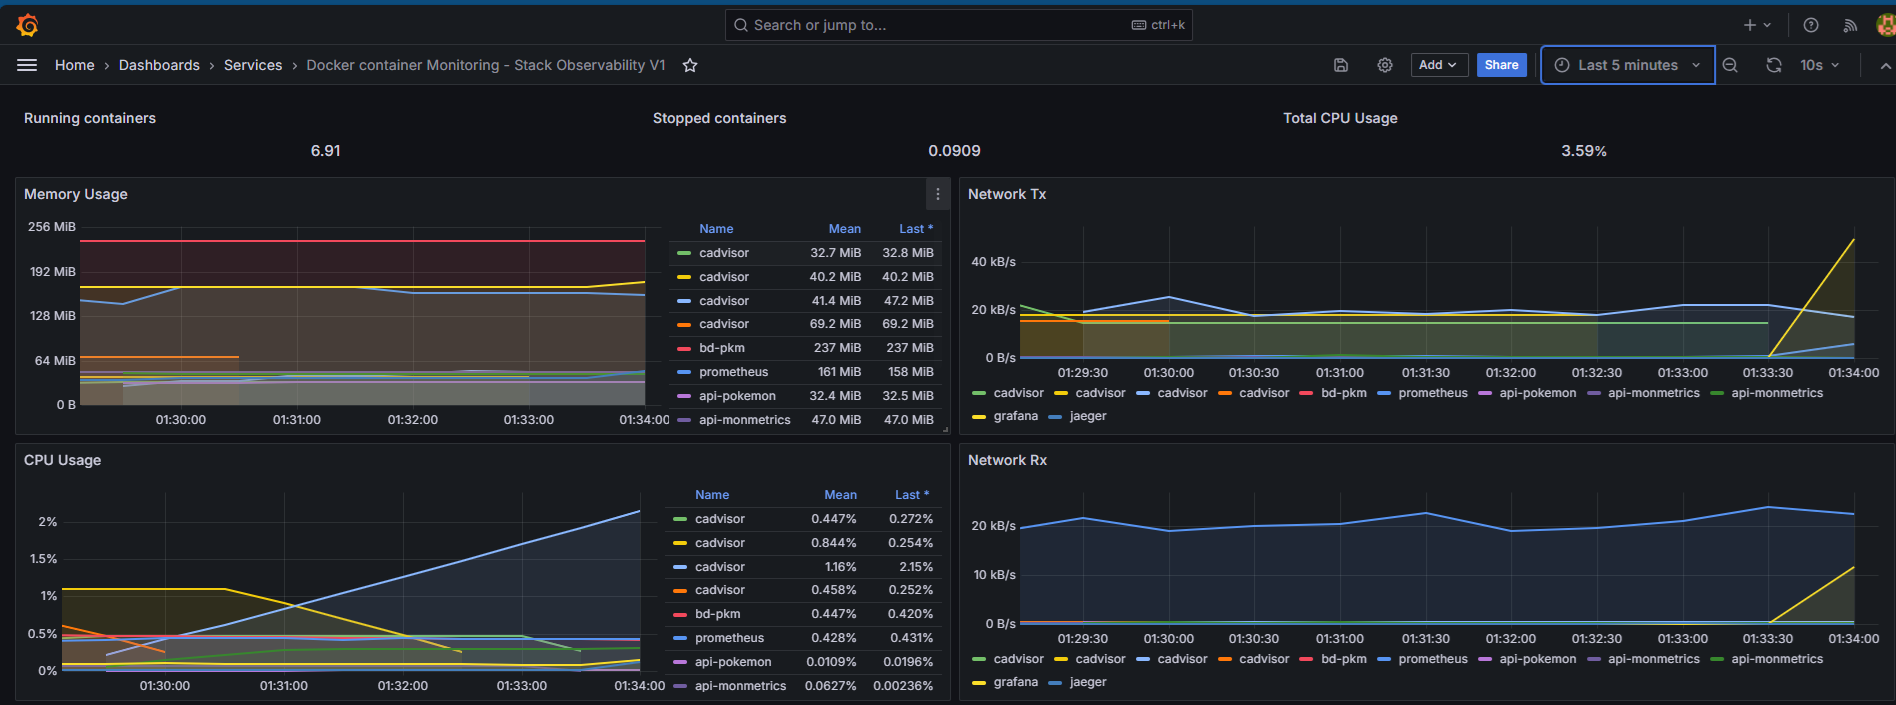 Search or jump to... ctrl+k
Home › Dashboards › Services › Docker container Monitoring - Stack Observability V1 Add Share Last 5 minutes 10s
Running containers
6.91
Stopped containers
0.0909
Total CPU Usage
3.59%
Memory Usage
256 MiB
192 MiB
128 MiB
64 MiB
0 B
01:30:00 01:31:00 01:32:00 01:33:00 01:34:00
Name Mean Last *
cadvisor 32.7 MiB 32.8 MiB
cadvisor 40.2 MiB 40.2 MiB
cadvisor 41.4 MiB 47.2 MiB
cadvisor 69.2 MiB 69.2 MiB
bd-pkm 237 MiB 237 MiB
prometheus 161 MiB 158 MiB
api-pokemon 32.4 MiB 32.5 MiB
api-monmetrics 47.0 MiB 47.0 MiB
Network Tx
40 kB/s
20 kB/s
0 B/s
01:29:30 01:30:00 01:30:30 01:31:00 01:31:30 01:32:00 01:32:30 01:33:00 01:33:30 01:34:00
cadvisor cadvisor cadvisor cadvisor bd-pkm prometheus api-pokemon api-monmetrics api-monmetrics
grafana jaeger
CPU Usage
2%
1.5%
1%
0.5%
0%
01:30:00 01:31:00 01:32:00 01:33:00 01:34:00
Name Mean Last *
cadvisor 0.447% 0.272%
cadvisor 0.844% 0.254%
cadvisor 1.16% 2.15%
cadvisor 0.458% 0.252%
bd-pkm 0.447% 0.420%
prometheus 0.428% 0.431%
api-pokemon 0.0109% 0.0196%
api-monmetrics 0.0627% 0.00236%
Network Rx
20 kB/s
10 kB/s
0 B/s
01:29:30 01:30:00 01:30:30 01:31:00 01:31:30 01:32:00 01:32:30 01:33:00 01:33:30 01:34:00
cadvisor cadvisor cadvisor cadvisor bd-pkm prometheus api-pokemon api-monmetrics api-monmetrics
grafana jaeger